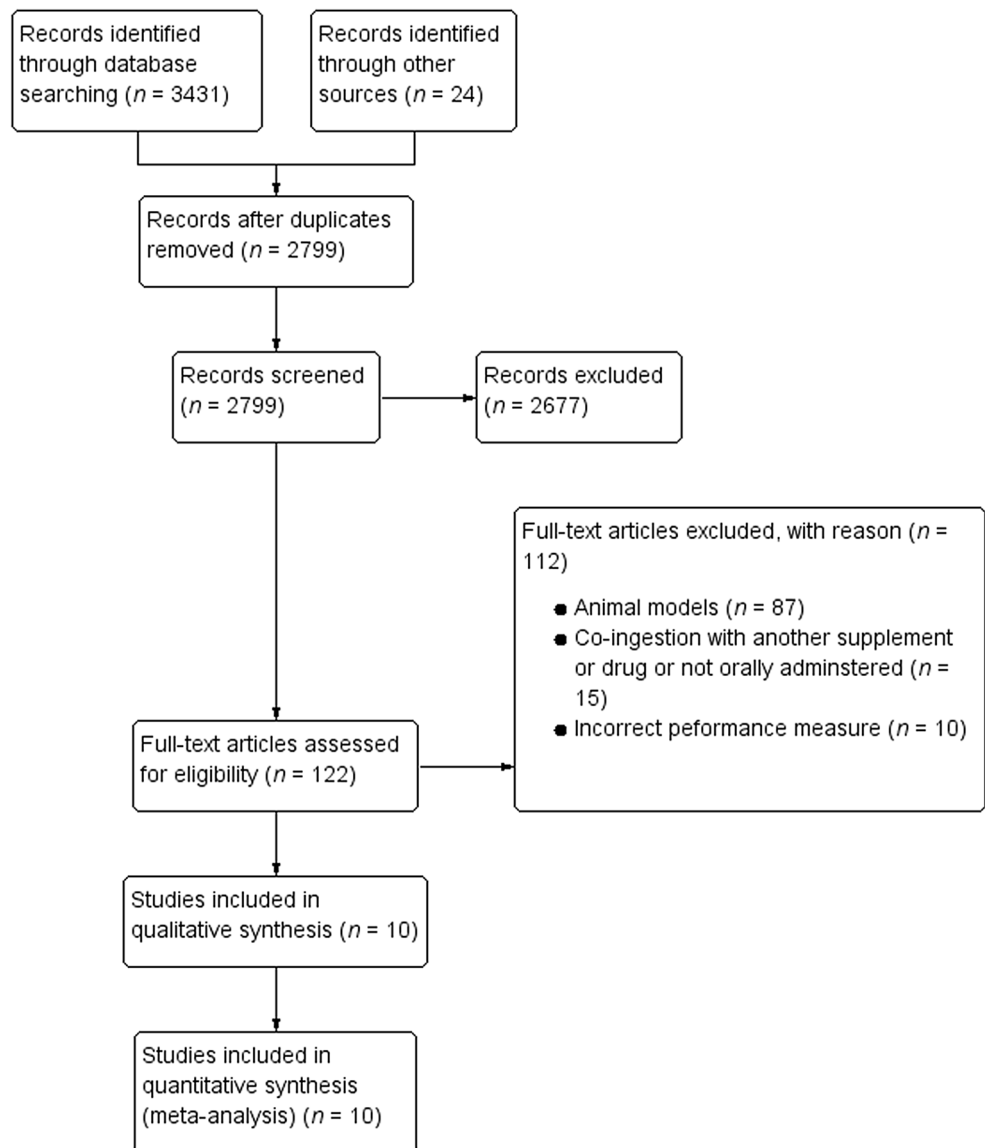 Records identified
through database
searching (n = 3431)
Records identified
through other
sources (n = 24)
Records after duplicates
removed (n = 2799)
Records screened
(n = 2799)
Records excluded
(n = 2677)
Full-text articles excluded, with reason (n =
112)
● Animal models (n = 87)
● Co-ingestion with another supplement
or drug or not orally adminstered (n =
15)
● Incorrect peformance measure (n = 10)
Full-text articles assessed
for eligibility (n = 122)
Studies included in
qualitative synthesis (n = 10)
Studies included in
quantitative synthesis
(meta-analysis) (n = 10)